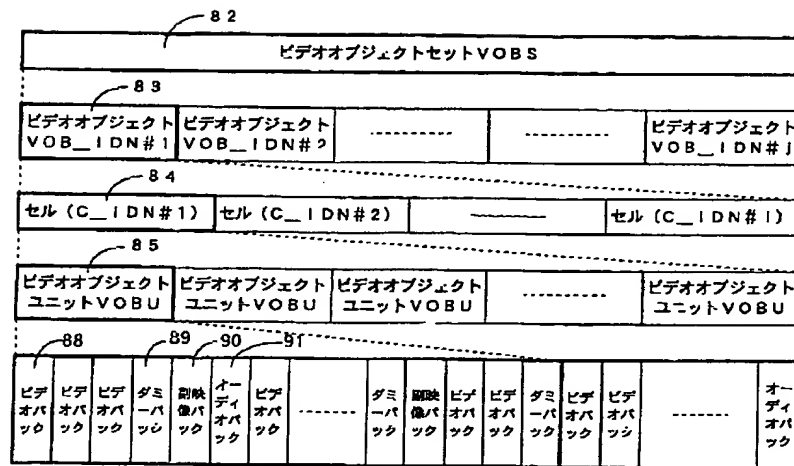 82
ビデオオブジェクトセットVOBS
83
ビデオオブジェクト
VOB_IDN#1
ビデオオブジェクト
VOB_IDN#2
ビデオオブジェクト
VOB_IDN#j
84
セル(C_IDN#1)
セル(C_IDN#2)
セル(C_IDN#l)
85
ビデオオブジェクト
ユニットVOBU
ビデオオブジェクト
ユニットVOBU
ビデオオブジェクト
ユニットVOBU
ビデオオブジェクト
ユニットVOBU
88
89
90
91
ビデ
オパ
ック
ビデ
オパ
ック
ビデ
オパ
ック
ダミ
ーパ
ッシ
副映
像パ
ック
オー
ディ
オパ
ック
ビデ
オパ
ック
ダミ
ーパ
ック
副映
像パ
ック
ビデ
オパ
ック
ビデ
オパ
ック
ダミ
ーパ
ック
ビデ
オパ
ック
ビデ
オパ
ッシ
オー
ディ
オパ
ック